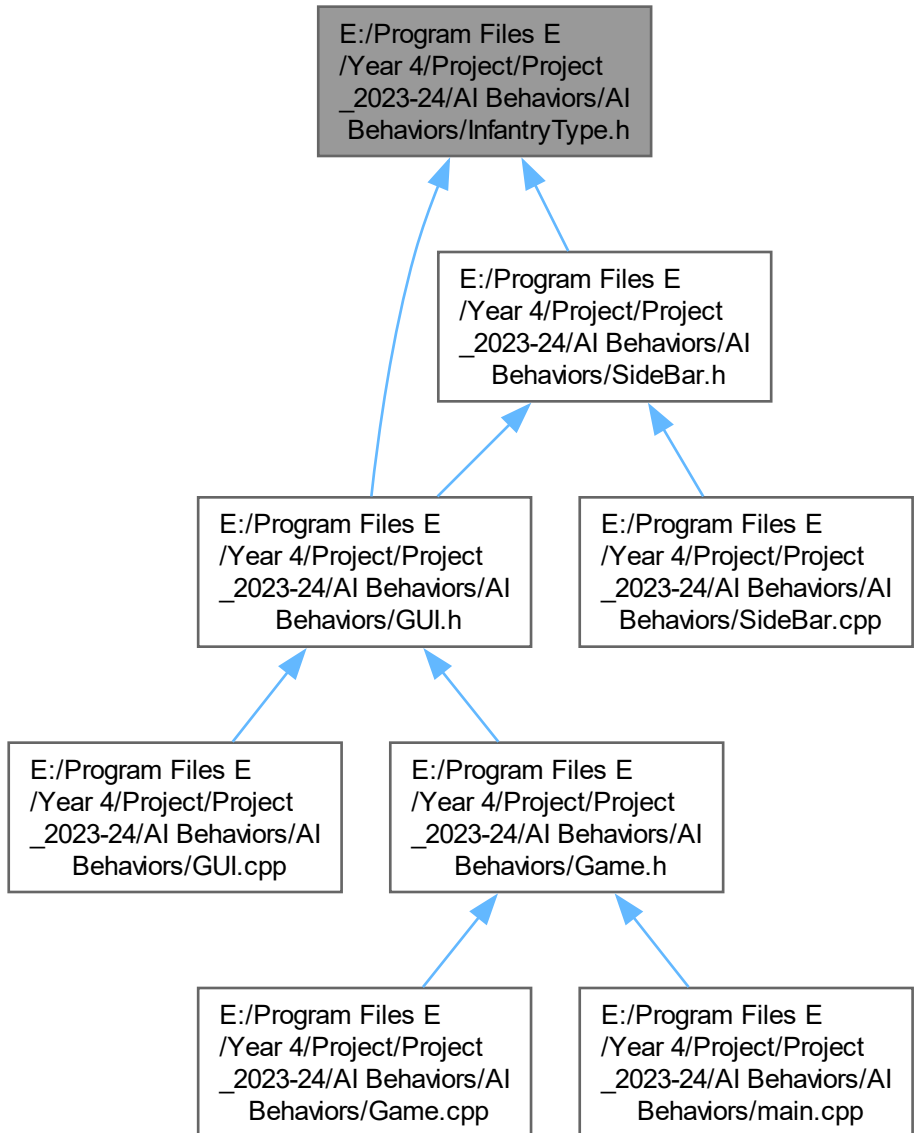 E:/Program Files E
/Year 4/Project/Project
_2023-24/AI Behaviors/AI
Behaviors/InfantryType.h
E:/Program Files E
/Year 4/Project/Project
_2023-24/AI Behaviors/AI
Behaviors/SideBar.h
E:/Program Files E
/Year 4/Project/Project
_2023-24/AI Behaviors/AI
Behaviors/GUI.h
E:/Program Files E
/Year 4/Project/Project
_2023-24/AI Behaviors/AI
Behaviors/SideBar.cpp
E:/Program Files E
/Year 4/Project/Project
_2023-24/AI Behaviors/AI
Behaviors/GUI.cpp
E:/Program Files E
/Year 4/Project/Project
_2023-24/AI Behaviors/AI
Behaviors/Game.h
E:/Program Files E
/Year 4/Project/Project
_2023-24/AI Behaviors/AI
Behaviors/Game.cpp
E:/Program Files E
/Year 4/Project/Project
_2023-24/AI Behaviors/AI
Behaviors/main.cpp